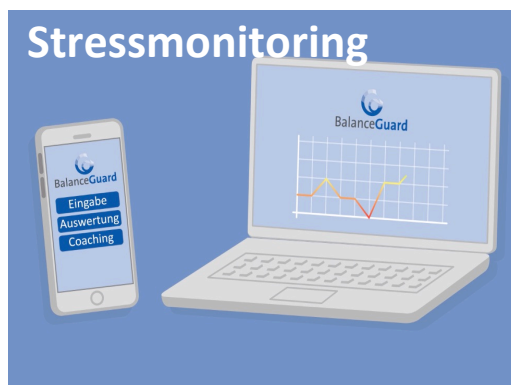 Stressmonitoring
BalanceGuard
Eingabe
Auswertung
Coaching
BalanceGuard